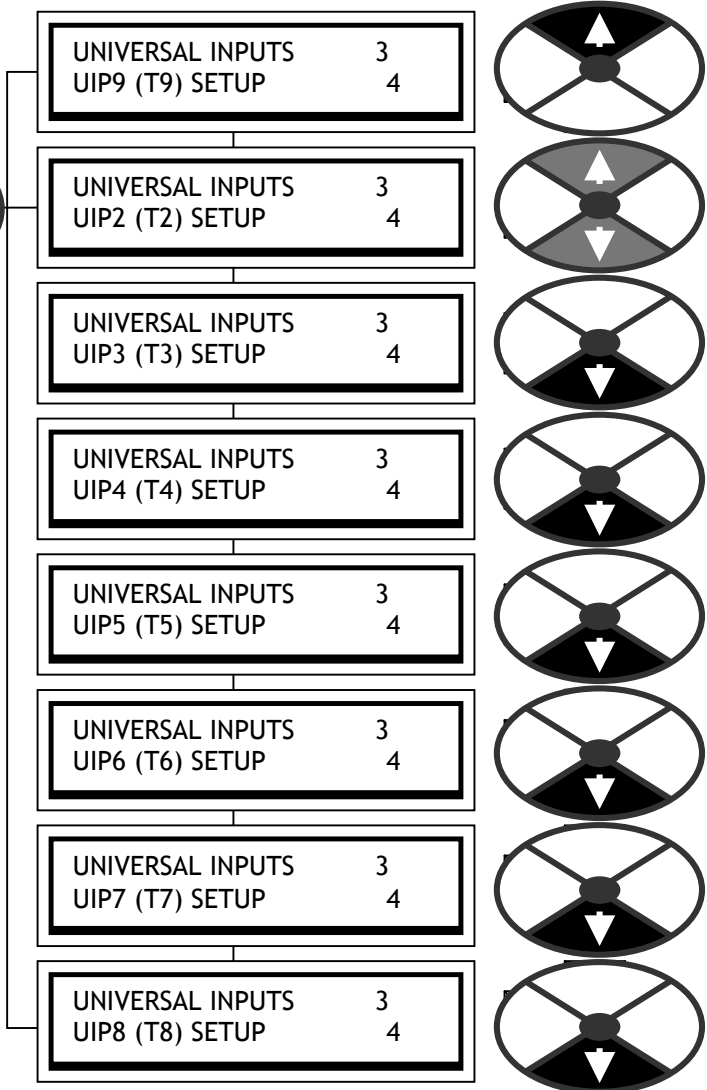 UNIVERSAL INPUTS 3
UIP9 (T9) SETUP 4
UNIVERSAL INPUTS 3
UIP2 (T2) SETUP 4
UNIVERSAL INPUTS 3
UIP3 (T3) SETUP 4
UNIVERSAL INPUTS 3
UIP4 (T4) SETUP 4
UNIVERSAL INPUTS 3
UIP5 (T5) SETUP 4
UNIVERSAL INPUTS 3
UIP6 (T6) SETUP 4
UNIVERSAL INPUTS 3
UIP7 (T7) SETUP 4
UNIVERSAL INPUTS 3
UIP8 (T8) SETUP 4